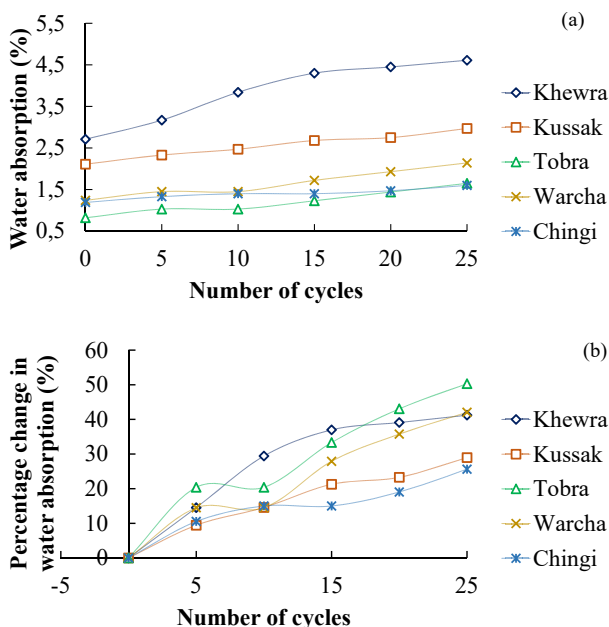 (a)
Water absorption (%)
5,5
4,5
3,5
2,5
1,5
0,5
0 5 10 15 20 25
Number of cycles
Khewra
Kussak
Tobra
Warcha
Chingi
(b)
Percentage change in
water absorption (%)
60
50
40
30
20
10
0
-5 5 15 25
Number of cycles
Khewra
Kussak
Tobra
Warcha
Chingi